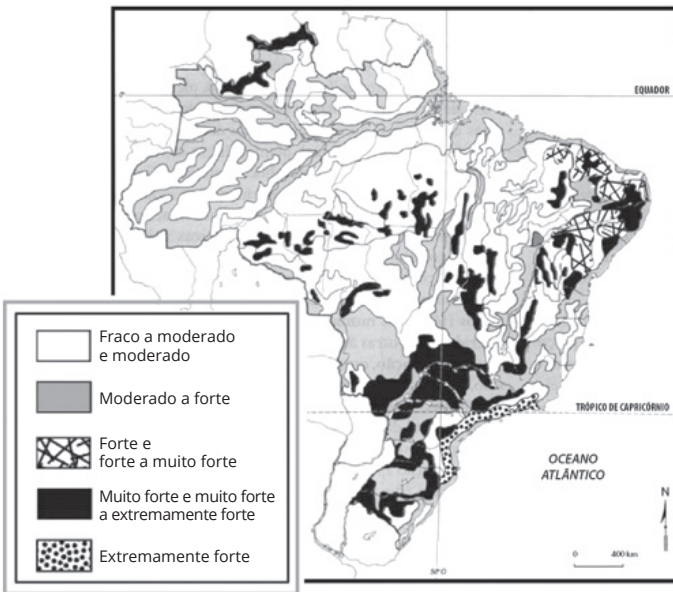 EQUADOR
Fraco a moderado
e moderado
Moderado a forte
TRÓPICO DE CAPRICÓRNIO
Forte e
forte a muito forte
OCEANO
ATLÂNTICO
Muito forte e muito forte
a extremamente forte
N
Extremamente forte
0 400 km
50º O